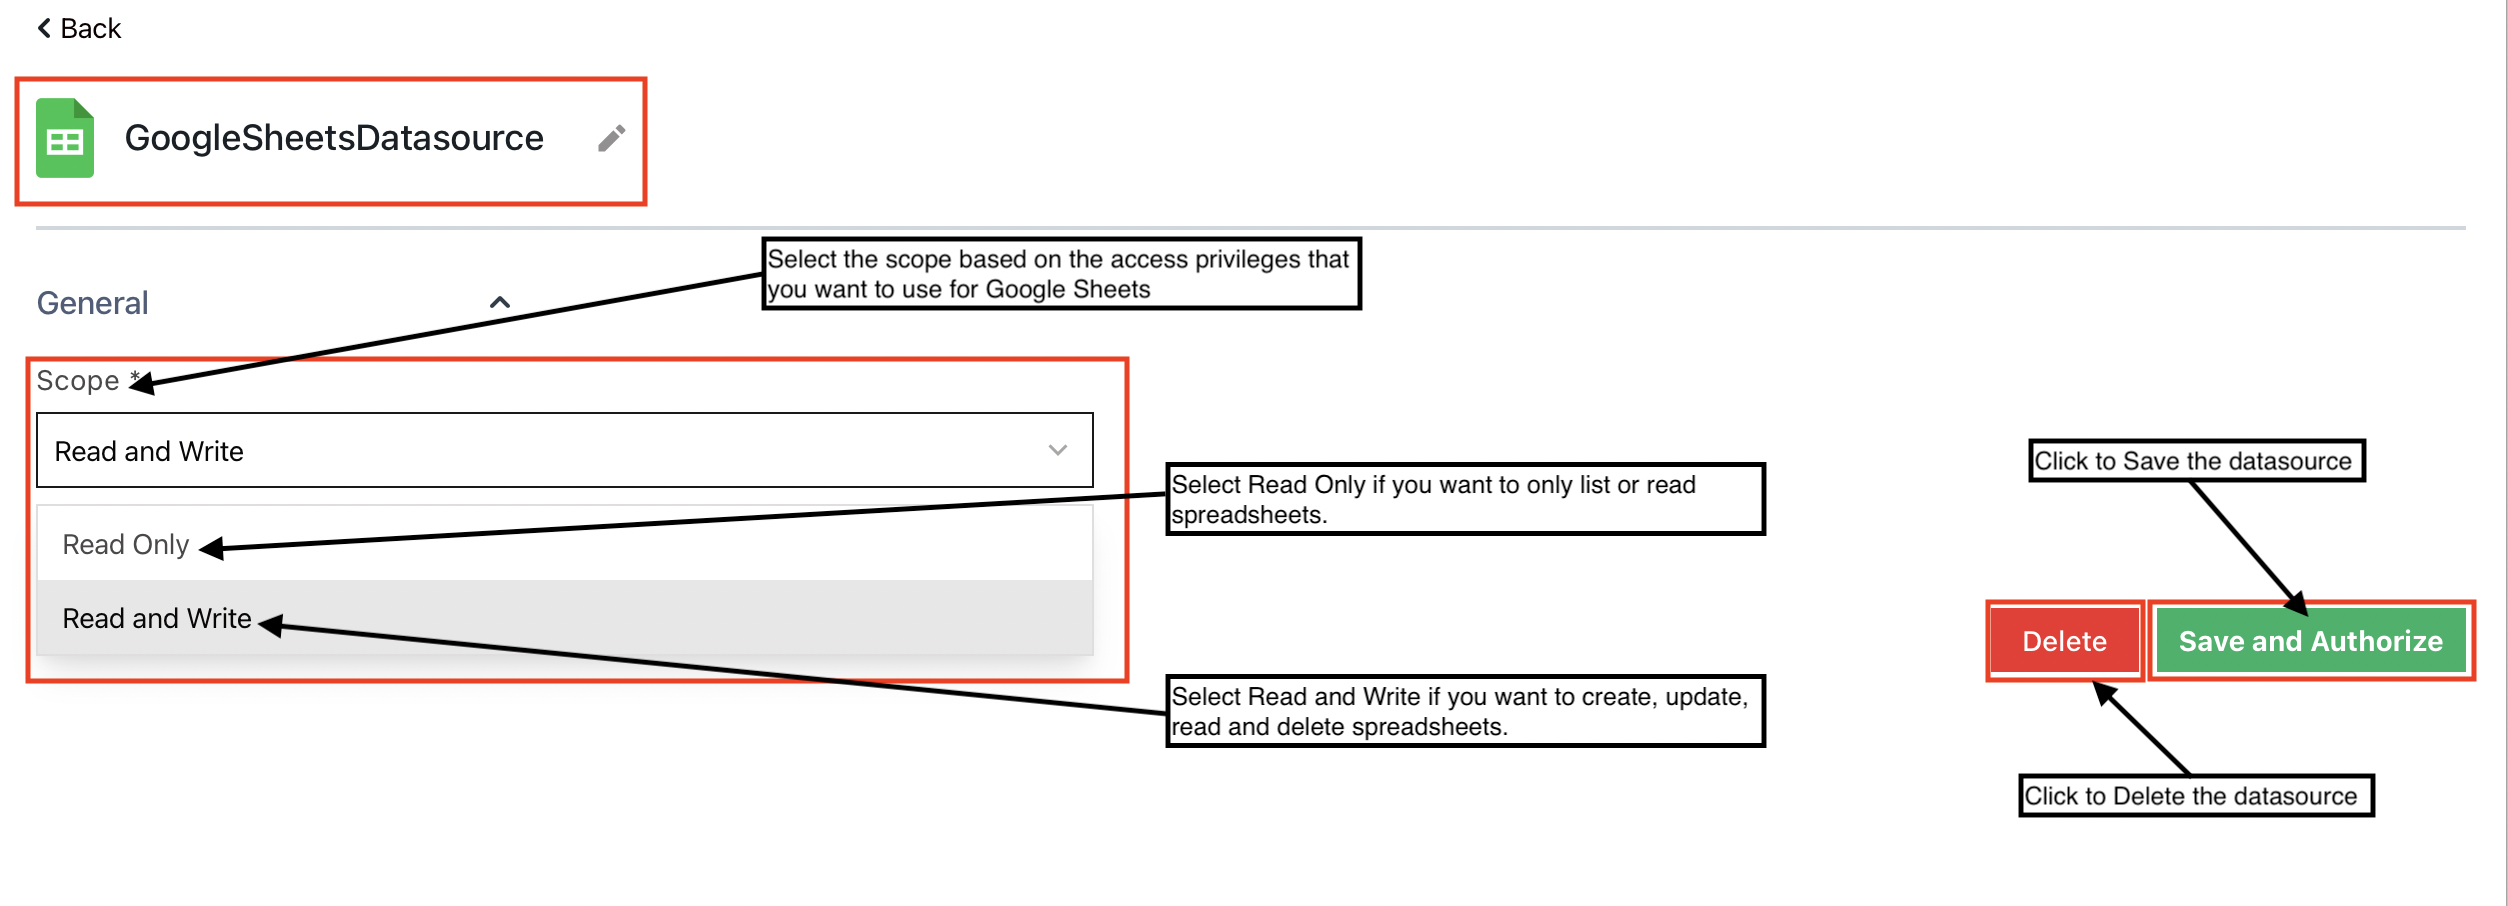 Back
GoogleSheetsDatasource
Select the scope based on the access privileges that
you want to use for Google Sheets
General
Scope *
Read and Write
Select Read Only if you want to only list or read
spreadsheets.
Click to Save the datasource
Read Only
Read and Write
Delete
Save and Authorize
Select Read and Write if you want to create, update,
read and delete spreadsheets.
Click to Delete the datasource